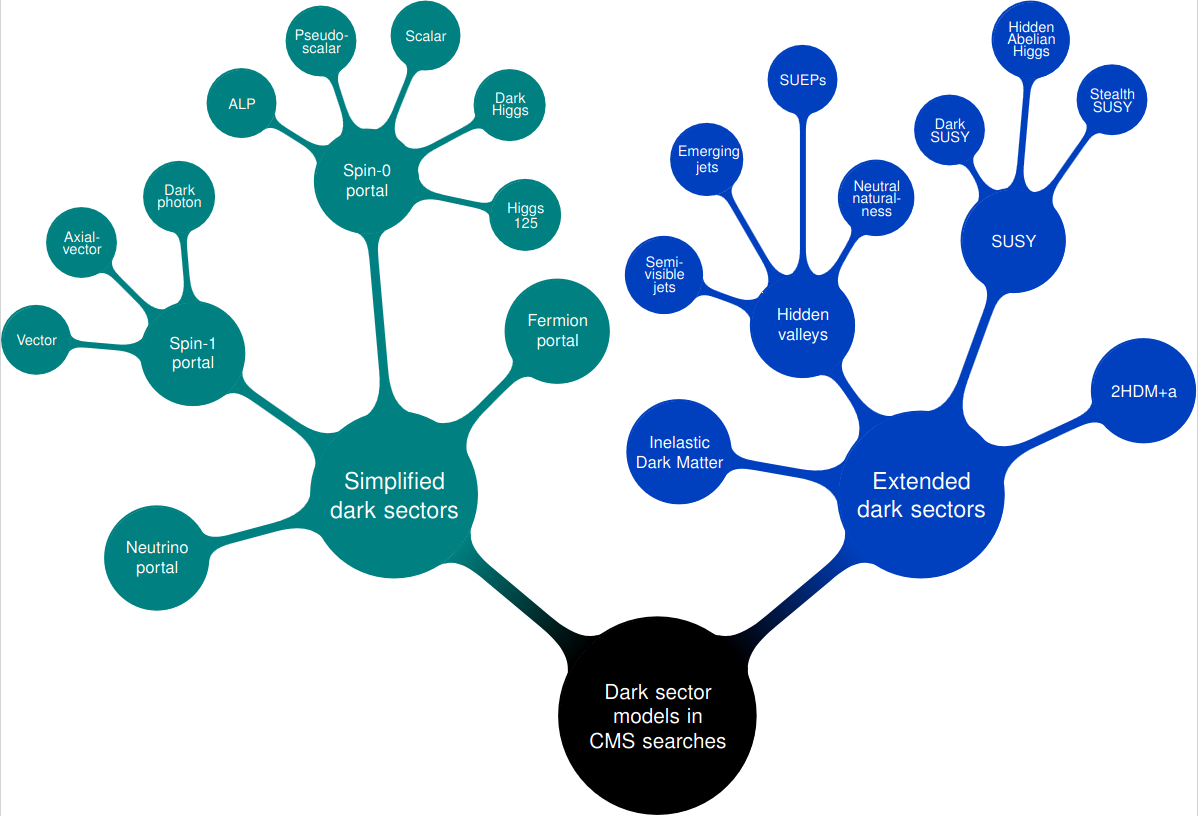 Pseudo-
scalar
Scalar
ALP
Dark
Higgs
Spin-0
portal
Higgs
125
Dark
photon
Axial-
vector
Vector
Spin-1
portal
Fermion
portal
Simplified
dark sectors
Neutrino
portal
Hidden
Abelian
Higgs
SUEPs
Stealth
SUSY
Dark
SUSY
Emerging
jets
Neutral
natural-
ness
SUSY
Semi-
visible
jets
Hidden
valleys
2HDM+a
Inelastic
Dark Matter
Extended
dark sectors
Dark sector
models in
CMS searches